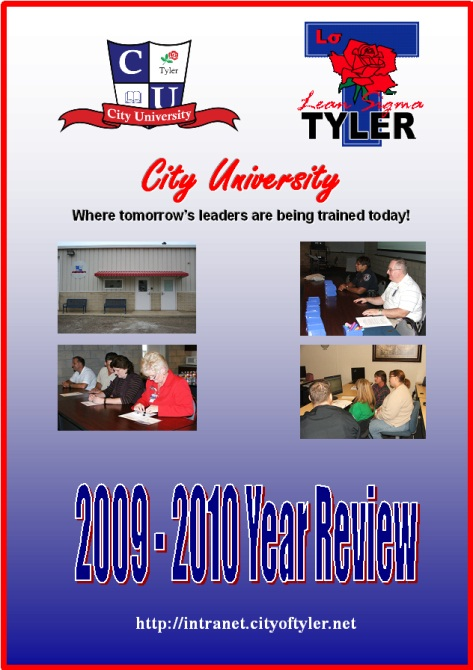 C
Tyler
U
City University
Lσ
Lean Sigma
TYLER
City University
Where tomorrow's leaders are being trained today!
2009 - 2010 Year Review
http://intranet.cityoftyler.net